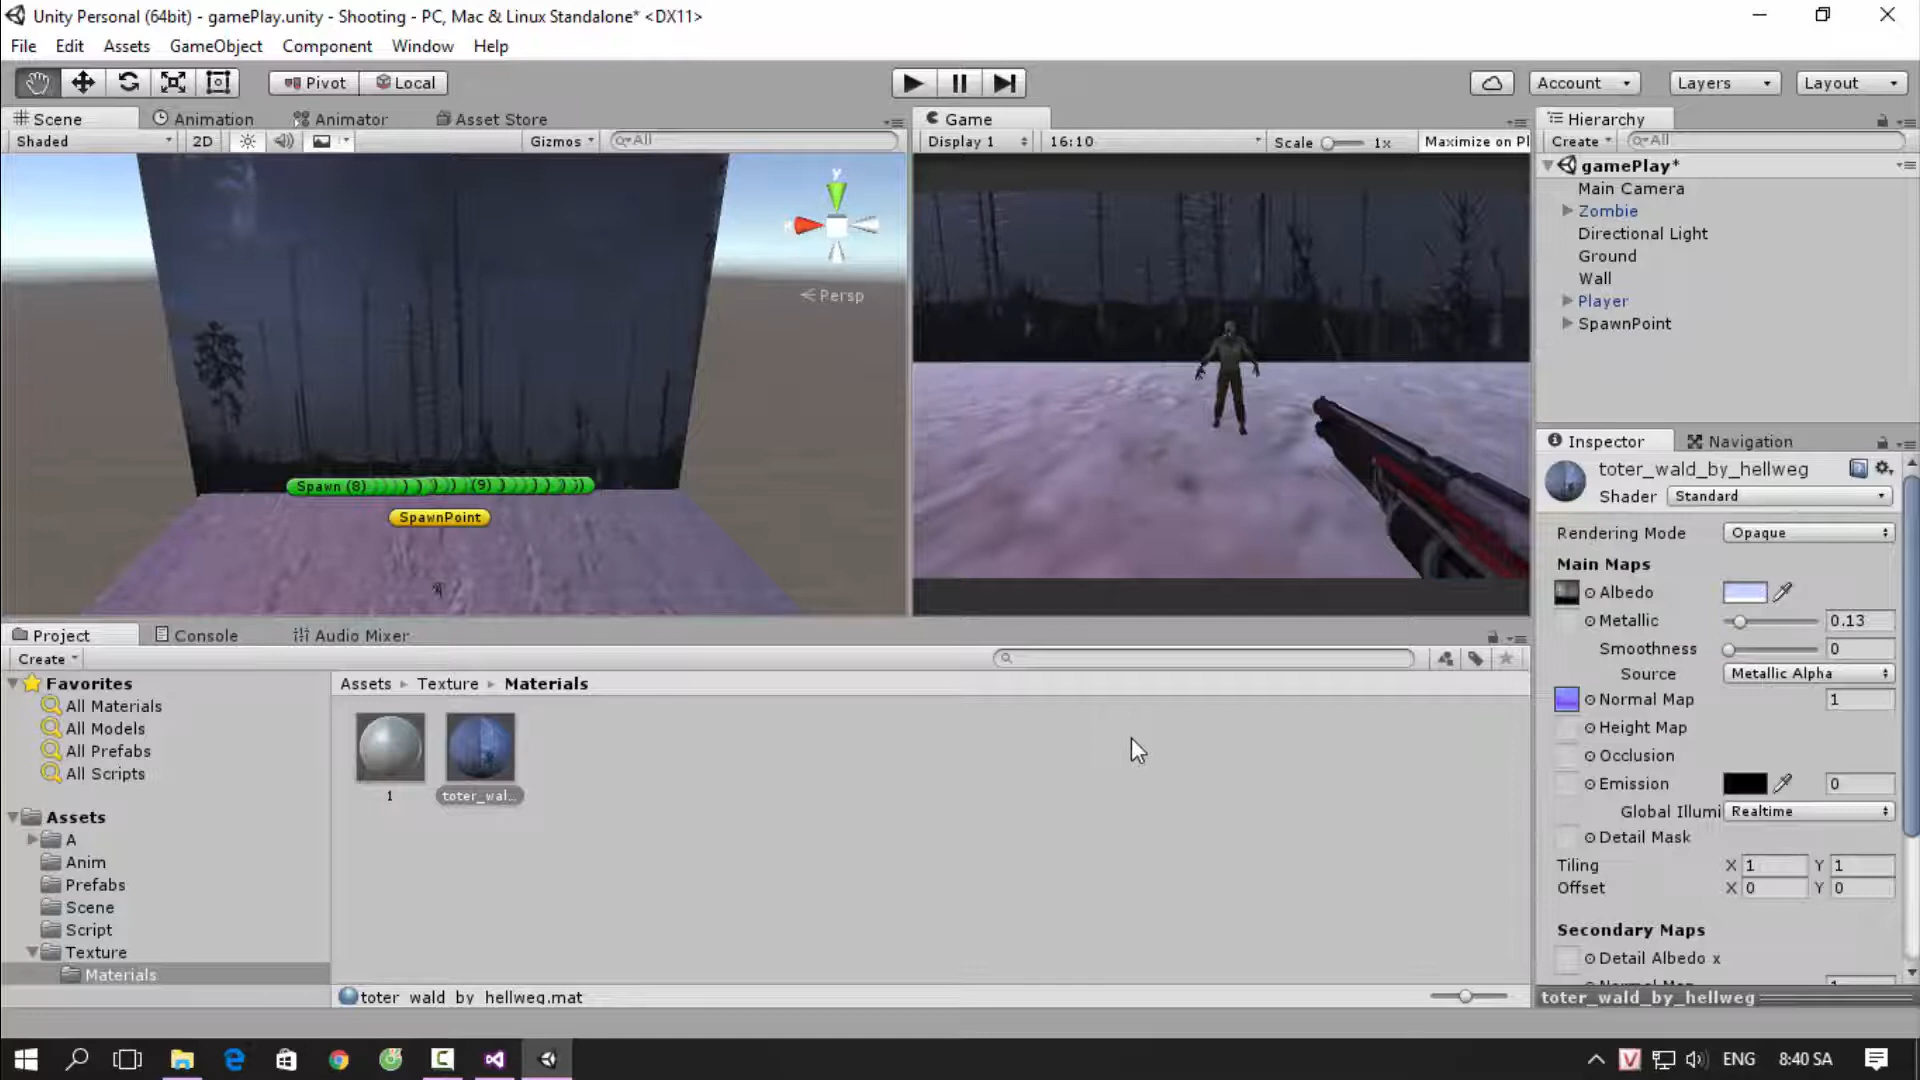 Unity Personal (64bit) - gamePlay.unity - Shooting - PC, Mac & Linux Standalone* <DX11>
File Edit Assets GameObject Component Window Help
Pivot Local Account Layers Layout
Scene Animation Animator Asset Store Game Hierarchy
Shaded 2D Gizmos All Display 1 16:10 Scale 1x Maximize on Pl Create All
gamePlay*
Main Camera
Zombie
Directional Light
Ground
Wall
Player
SpawnPoint
y
Persp
Spawn (8) ) ) ) ) (9) ) ) ) ) ))
SpawnPoint
Inspector Navigation
toter_wald_by_hellweg
Shader Standard
Rendering Mode Opaque
Main Maps
Albedo
Metallic 0.13
Smoothness 0
Source Metallic Alpha
Normal Map 1
Height Map
Occlusion
Emission 0
Global Illumi Realtime
Detail Mask
Tiling X 1 Y 1
Offset X 0 Y 0
Secondary Maps
Detail Albedo x
toter_wald_by_hellweg
Project Console Audio Mixer
Create
Favorites
All Materials
All Models
All Prefabs
All Scripts
Assets
A
Anim
Prefabs
Scene
Script
Texture
Materials
Assets Texture Materials
1 toter_wal...
toter_wald_by_hellweg.mat
ENG 8:40 SA